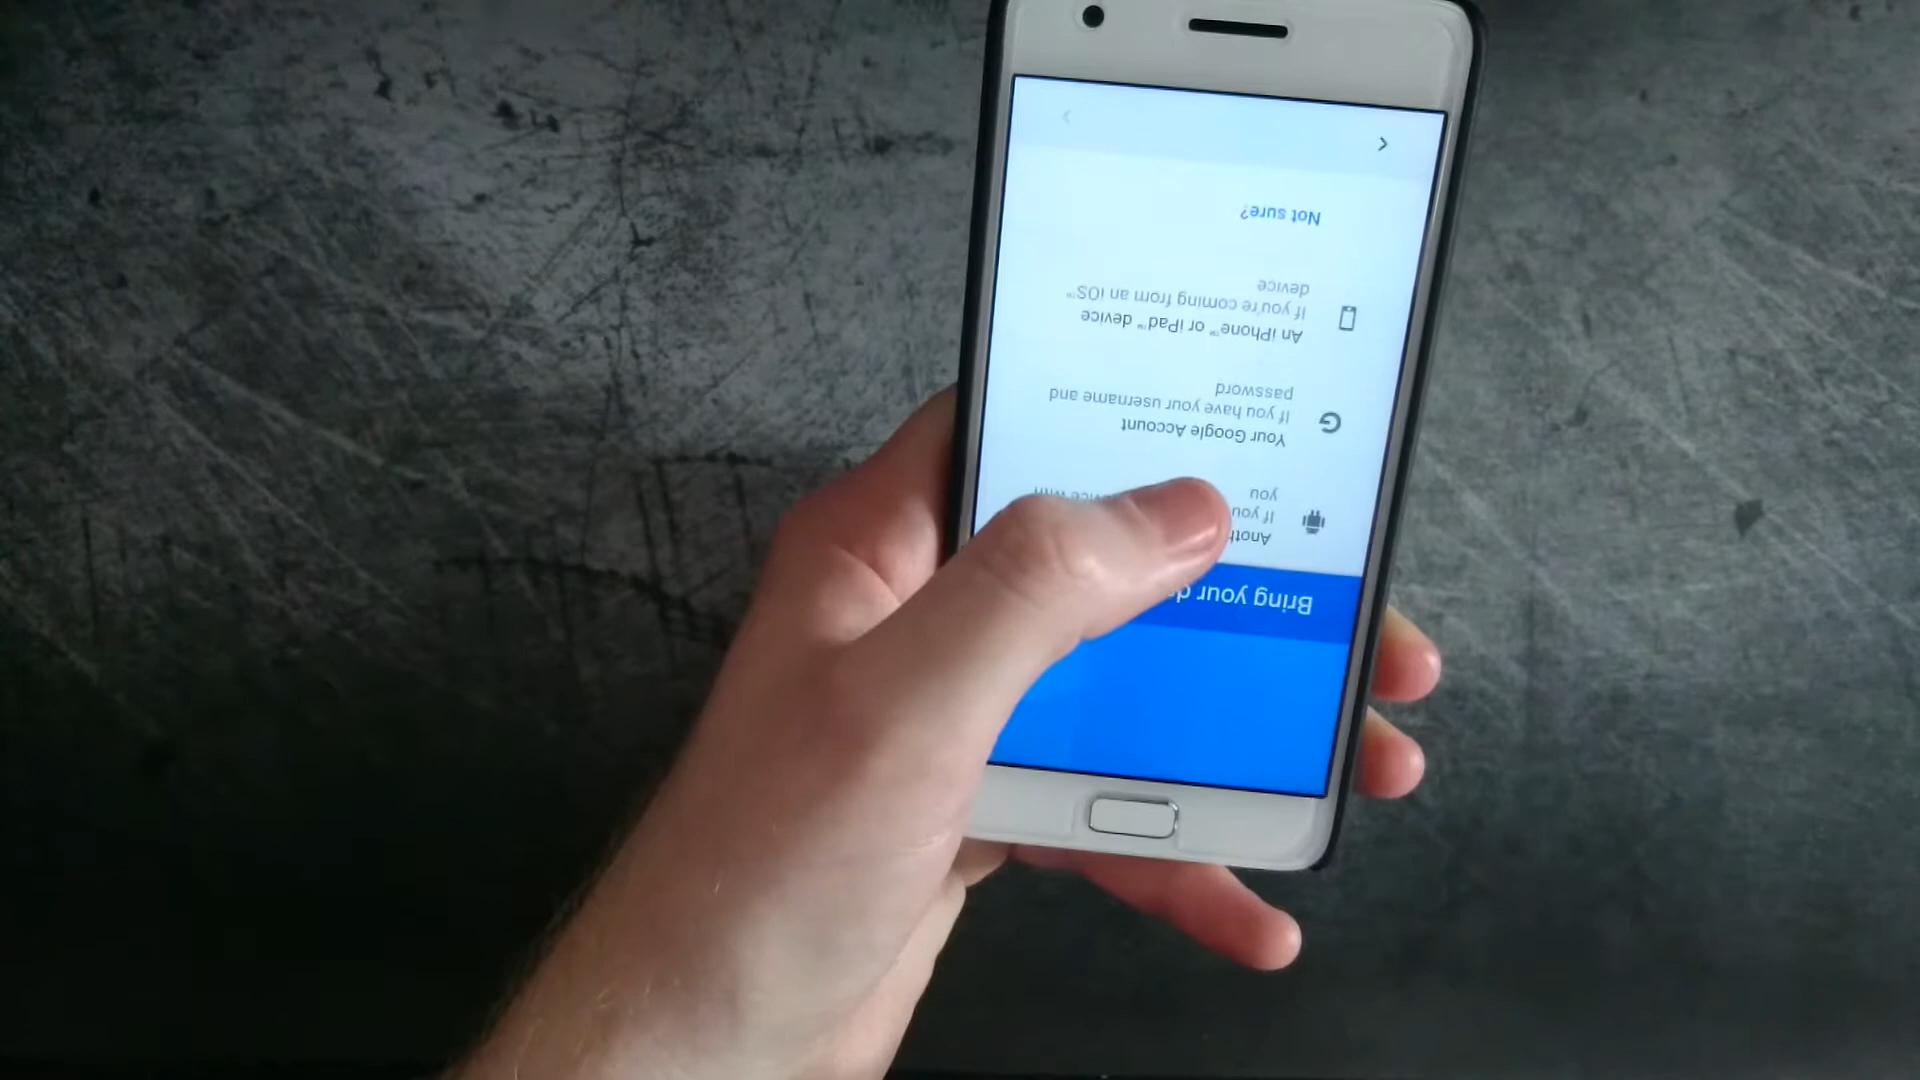 Bring your
If you
you
Your Google Account
If you have your username and
password
An iPhone™ or iPad™ device
If you're coming from an iOS™
device
Not sure?